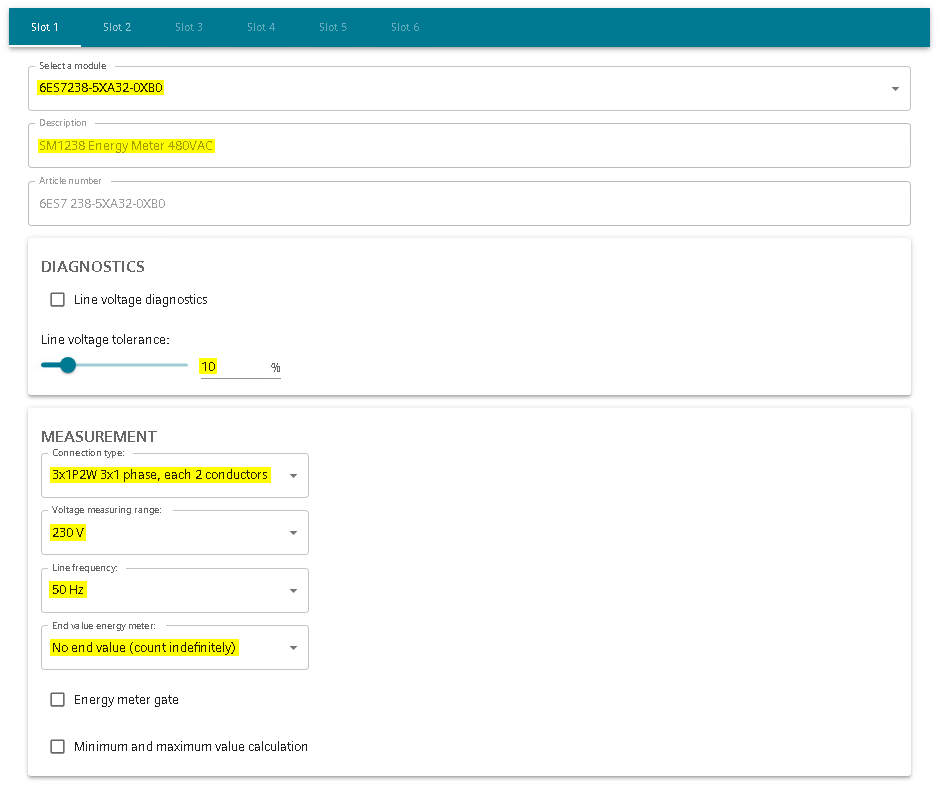 Slot 1 Slot 2 Slot 3 Slot 4 Slot 5 Slot 6
Select a module
6ES7238-5XA32-0XB0
Description
SM1238 Energy Meter 480VAC
Article number
6ES7 238-5XA32-0XB0
DIAGNOSTICS
Line voltage diagnostics
Line voltage tolerance:
10 %
MEASUREMENT
Connection type:
3x1P2W 3x1 phase, each 2 conductors
Voltage measuring range:
230 V
Line frequency:
50 Hz
End value energy meter:
No end value (count indefinitely)
Energy meter gate
Minimum and maximum value calculation